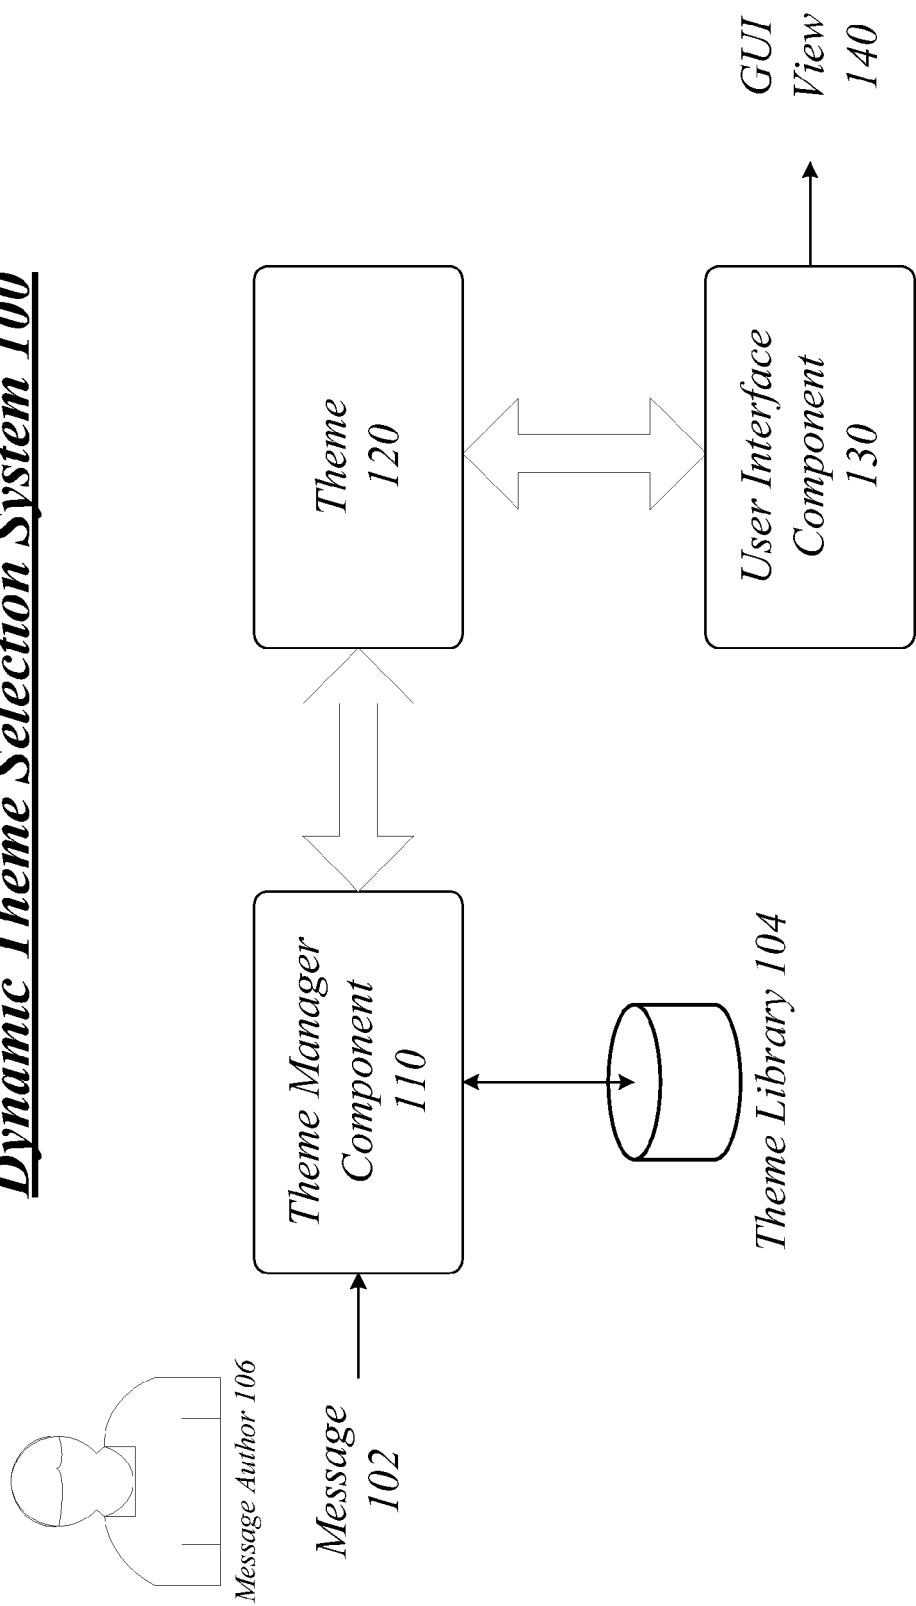 Dynamic Theme Selection System 100
Message Author 106
Message
102
Theme Manager
Component
110
Theme Library 104
Theme
120
User Interface
Component
130
GUI
View
140